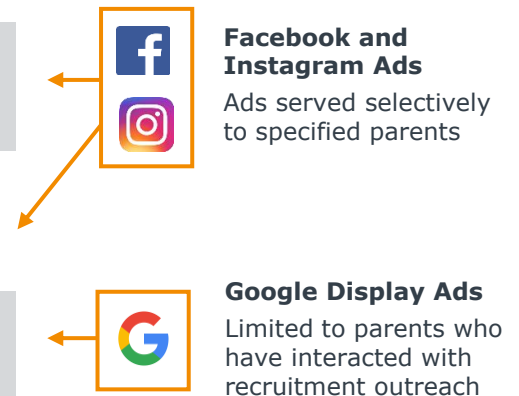 Facebook and
Instagram Ads
Ads served selectively
to specified parents
Google Display Ads
Limited to parents who
have interacted with
recruitment outreach